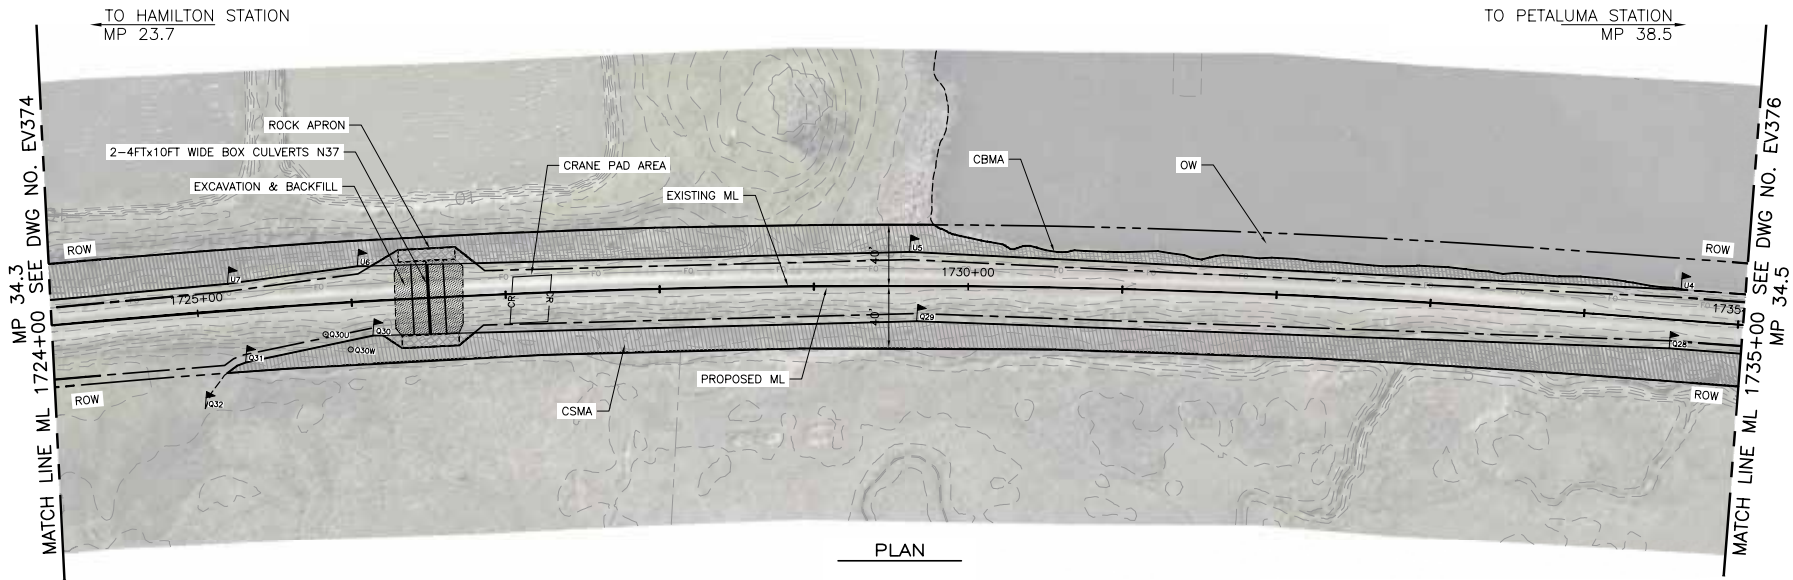 TO HAMILTON STATION
MP 23.7
TO PETALUMA STATION
MP 38.5
MATCH LINE ML 1724+00 SEE DWG NO. EV374
MP 34.3
ROCK APRON
2-4FTx10FT WIDE BOX CULVERTS N37
EXCAVATION & BACKFILL
CRANE PAD AREA
EXISTING ML
CBMA
OW
ROW
ROW
U7
U6
U5
U4
40'
40'
1725+00
1730+00
1735
CR
Q30U
Q30
Q30W
Q31
Q32
Q29
Q28
ROW
ROW
PROPOSED ML
CSMA
MATCH LINE ML 1735+00 SEE DWG NO. EV376
MP 34.5
PLAN